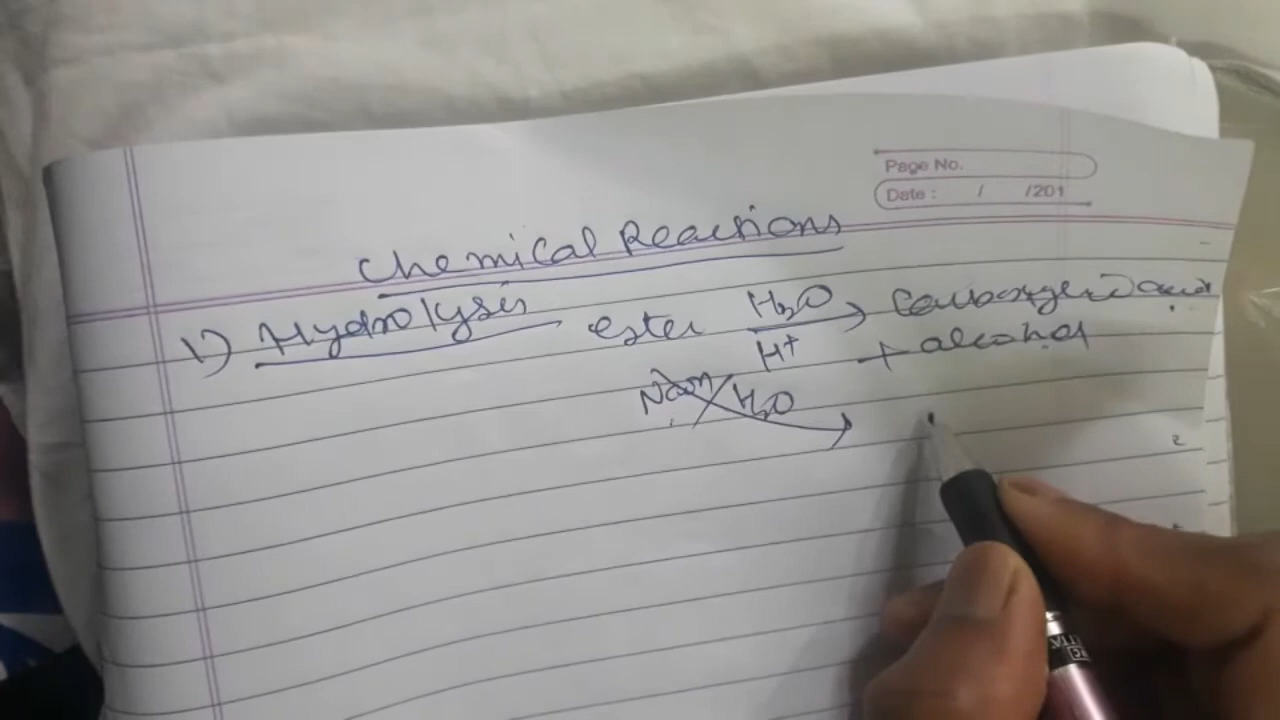 Page No.
Date : / /201
Chemical Reactions
1) Hydrolysis ester H2O → Carboxylic acid
H+ + alcohol
NaOH/H2O →